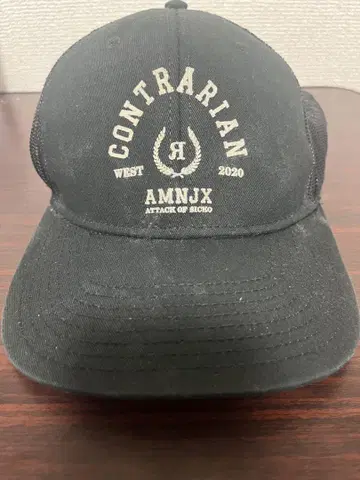 CONTRARIAN
Я
WEST 2020
AMNJX
ATTACK OF SICKO